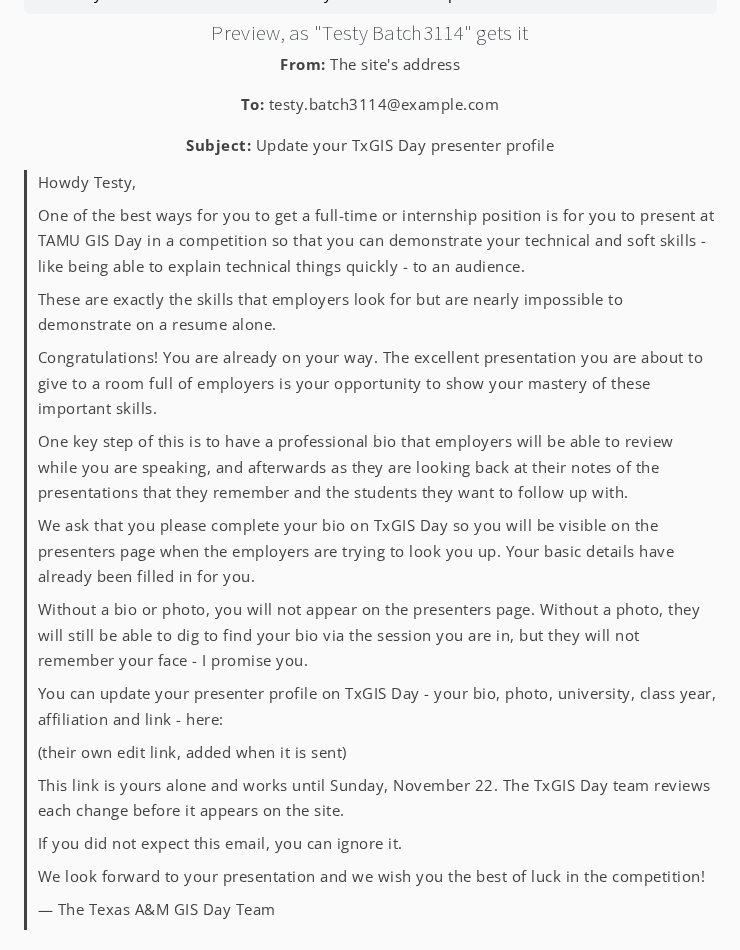 Preview, as "Testy Batch3114" gets it
From: The site's address
To: testy.batch3114@example.com
Subject: Update your TxGIS Day presenter profile
Howdy Testy,
One of the best ways for you to get a full-time or internship position is for you to present at
TAMU GIS Day in a competition so that you can demonstrate your technical and soft skills -
like being able to explain technical things quickly - to an audience.
These are exactly the skills that employers look for but are nearly impossible to
demonstrate on a resume alone.
Congratulations! You are already on your way. The excellent presentation you are about to
give to a room full of employers is your opportunity to show your mastery of these
important skills.
One key step of this is to have a professional bio that employers will be able to review
while you are speaking, and afterwards as they are looking back at their notes of the
presentations that they remember and the students they want to follow up with.
We ask that you please complete your bio on TxGIS Day so you will be visible on the
presenters page when the employers are trying to look you up. Your basic details have
already been filled in for you.
Without a bio or photo, you will not appear on the presenters page. Without a photo, they
will still be able to dig to find your bio via the session you are in, but they will not
remember your face - I promise you.
You can update your presenter profile on TxGIS Day - your bio, photo, university, class year,
affiliation and link - here:
(their own edit link, added when it is sent)
This link is yours alone and works until Sunday, November 22. The TxGIS Day team reviews
each change before it appears on the site.
If you did not expect this email, you can ignore it.
We look forward to your presentation and we wish you the best of luck in the competition!
— The Texas A&M GIS Day Team